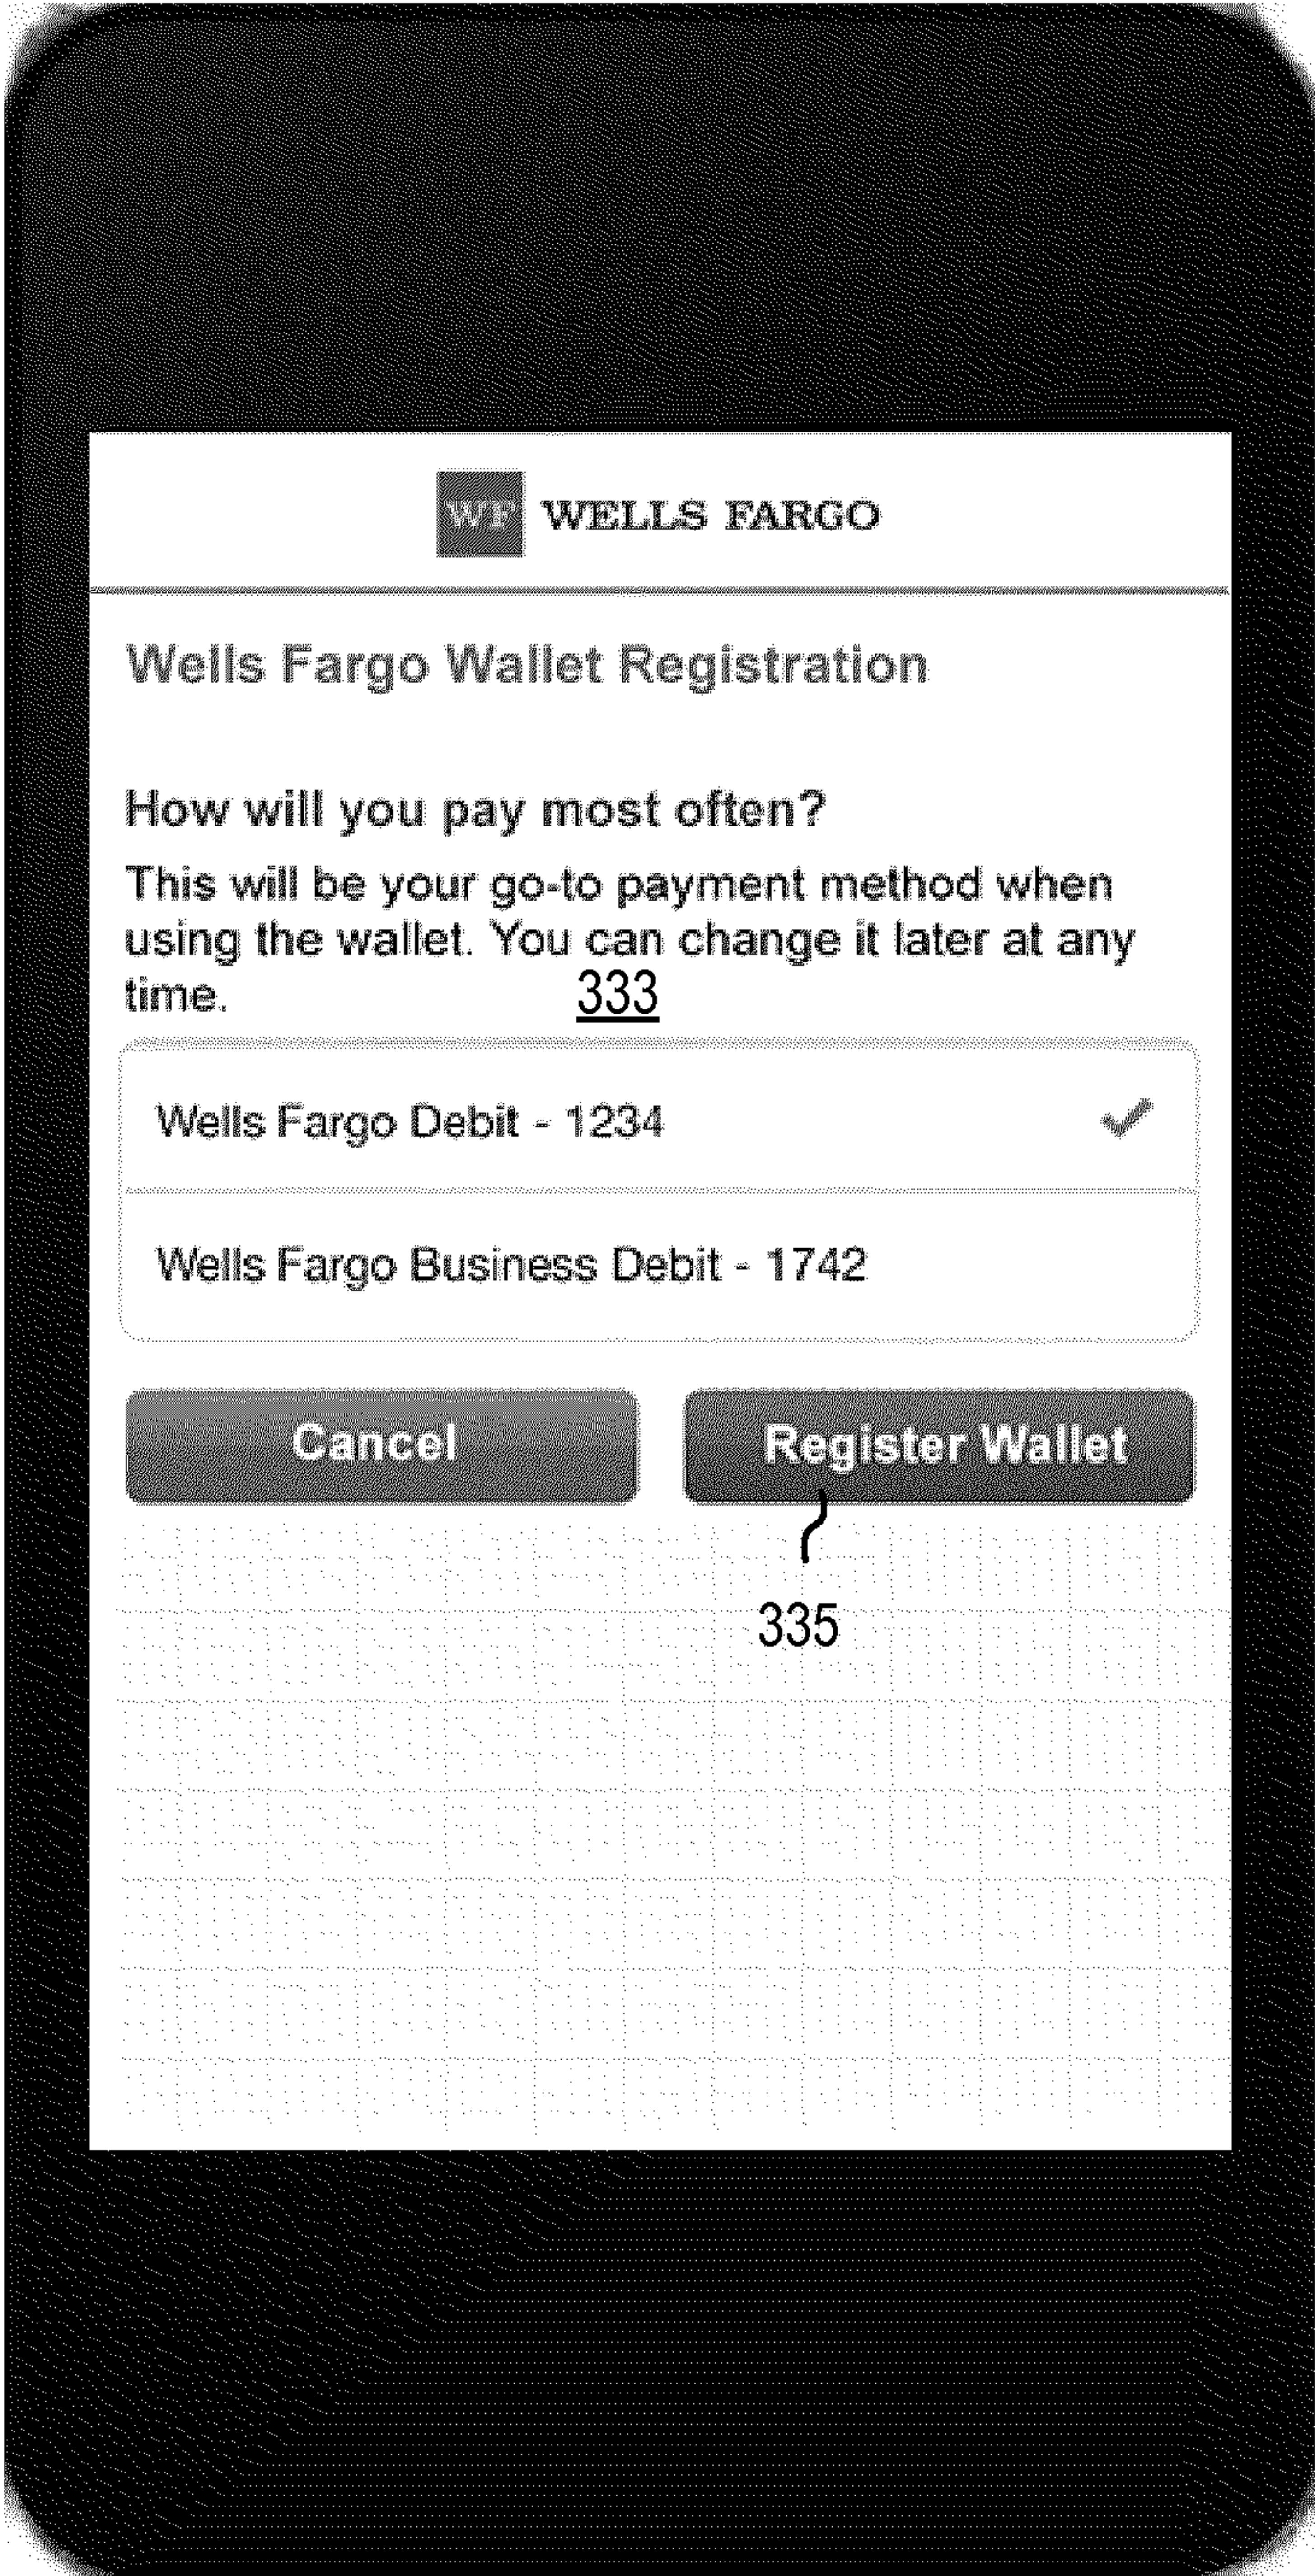 WF WELLS FARGO
Wells Fargo Wallet Registration
How will you pay most often?
This will be your go-to payment method when
using the wallet. You can change it later at any
time.
333
Wells Fargo Debit - 1234
Wells Fargo Business Debit - 1742
Cancel
Register Wallet
335